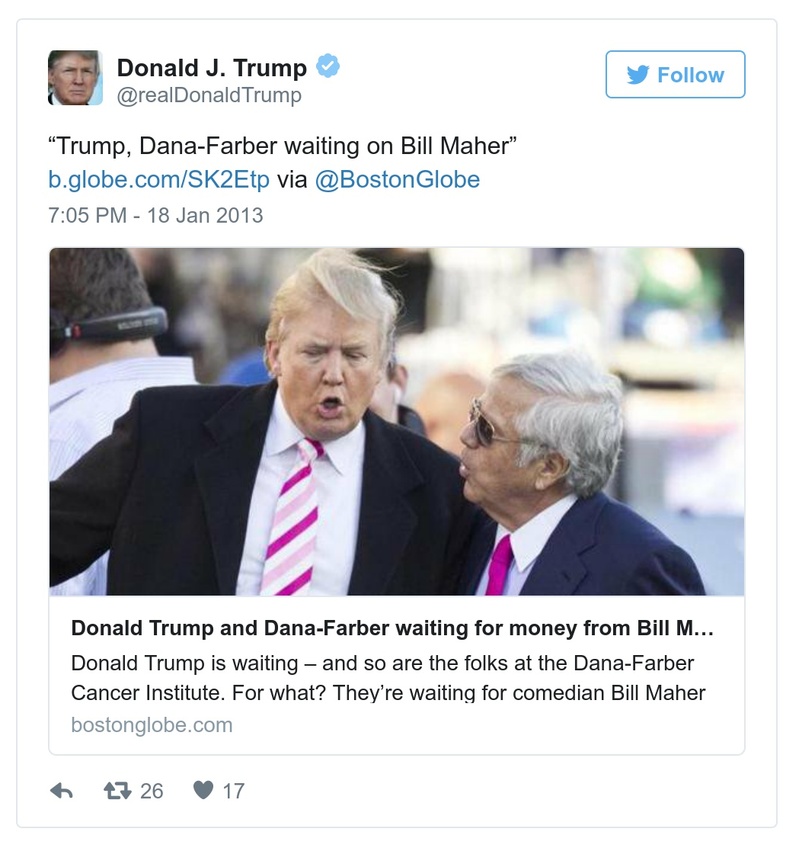 Donald J. Trump
@realDonaldTrump
Follow
“Trump, Dana-Farber waiting on Bill Maher”
b.globe.com/SK2Etp via @BostonGlobe
7:05 PM - 18 Jan 2013
Donald Trump and Dana-Farber waiting for money from Bill M…
Donald Trump is waiting – and so are the folks at the Dana-Farber
Cancer Institute. For what? They’re waiting for comedian Bill Maher
bostonglobe.com
26
17